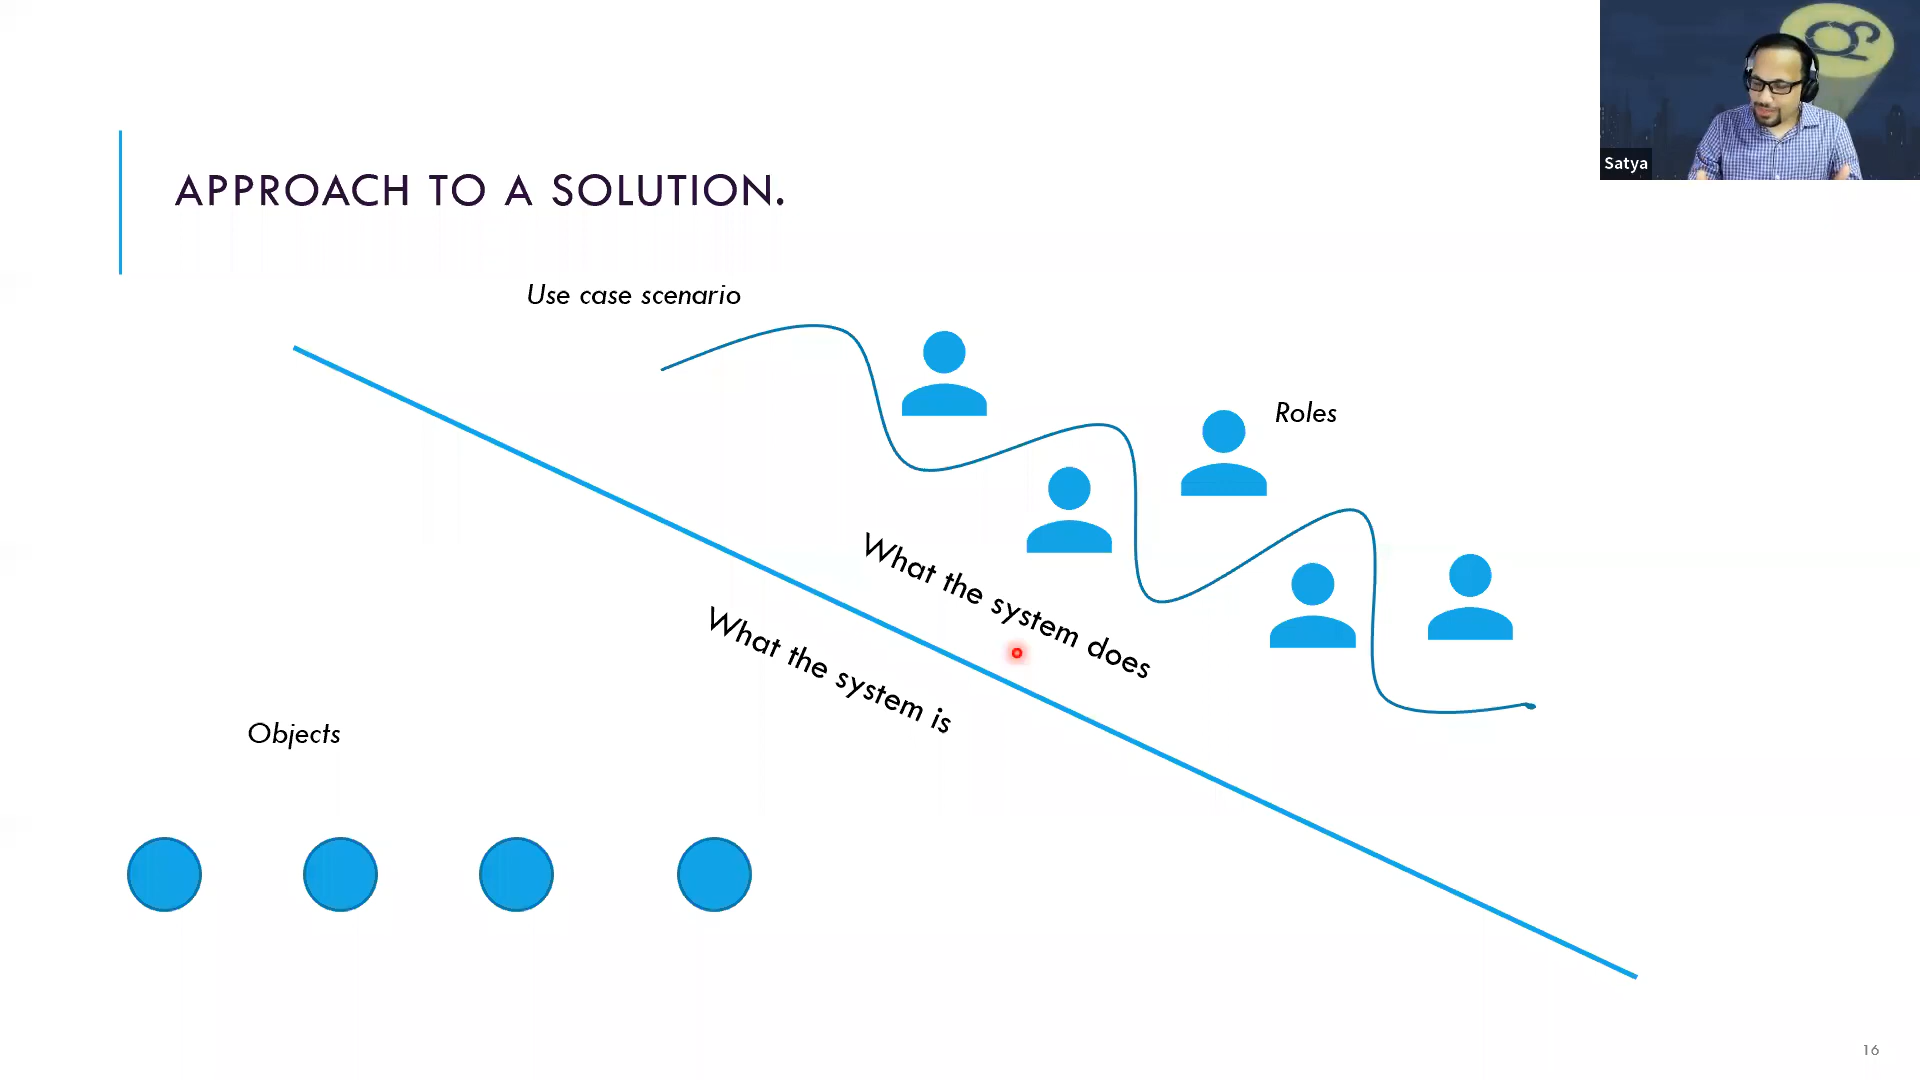 Satya
APPROACH TO A SOLUTION.
Use case scenario
Roles
What the system does
What the system is
Objects
16